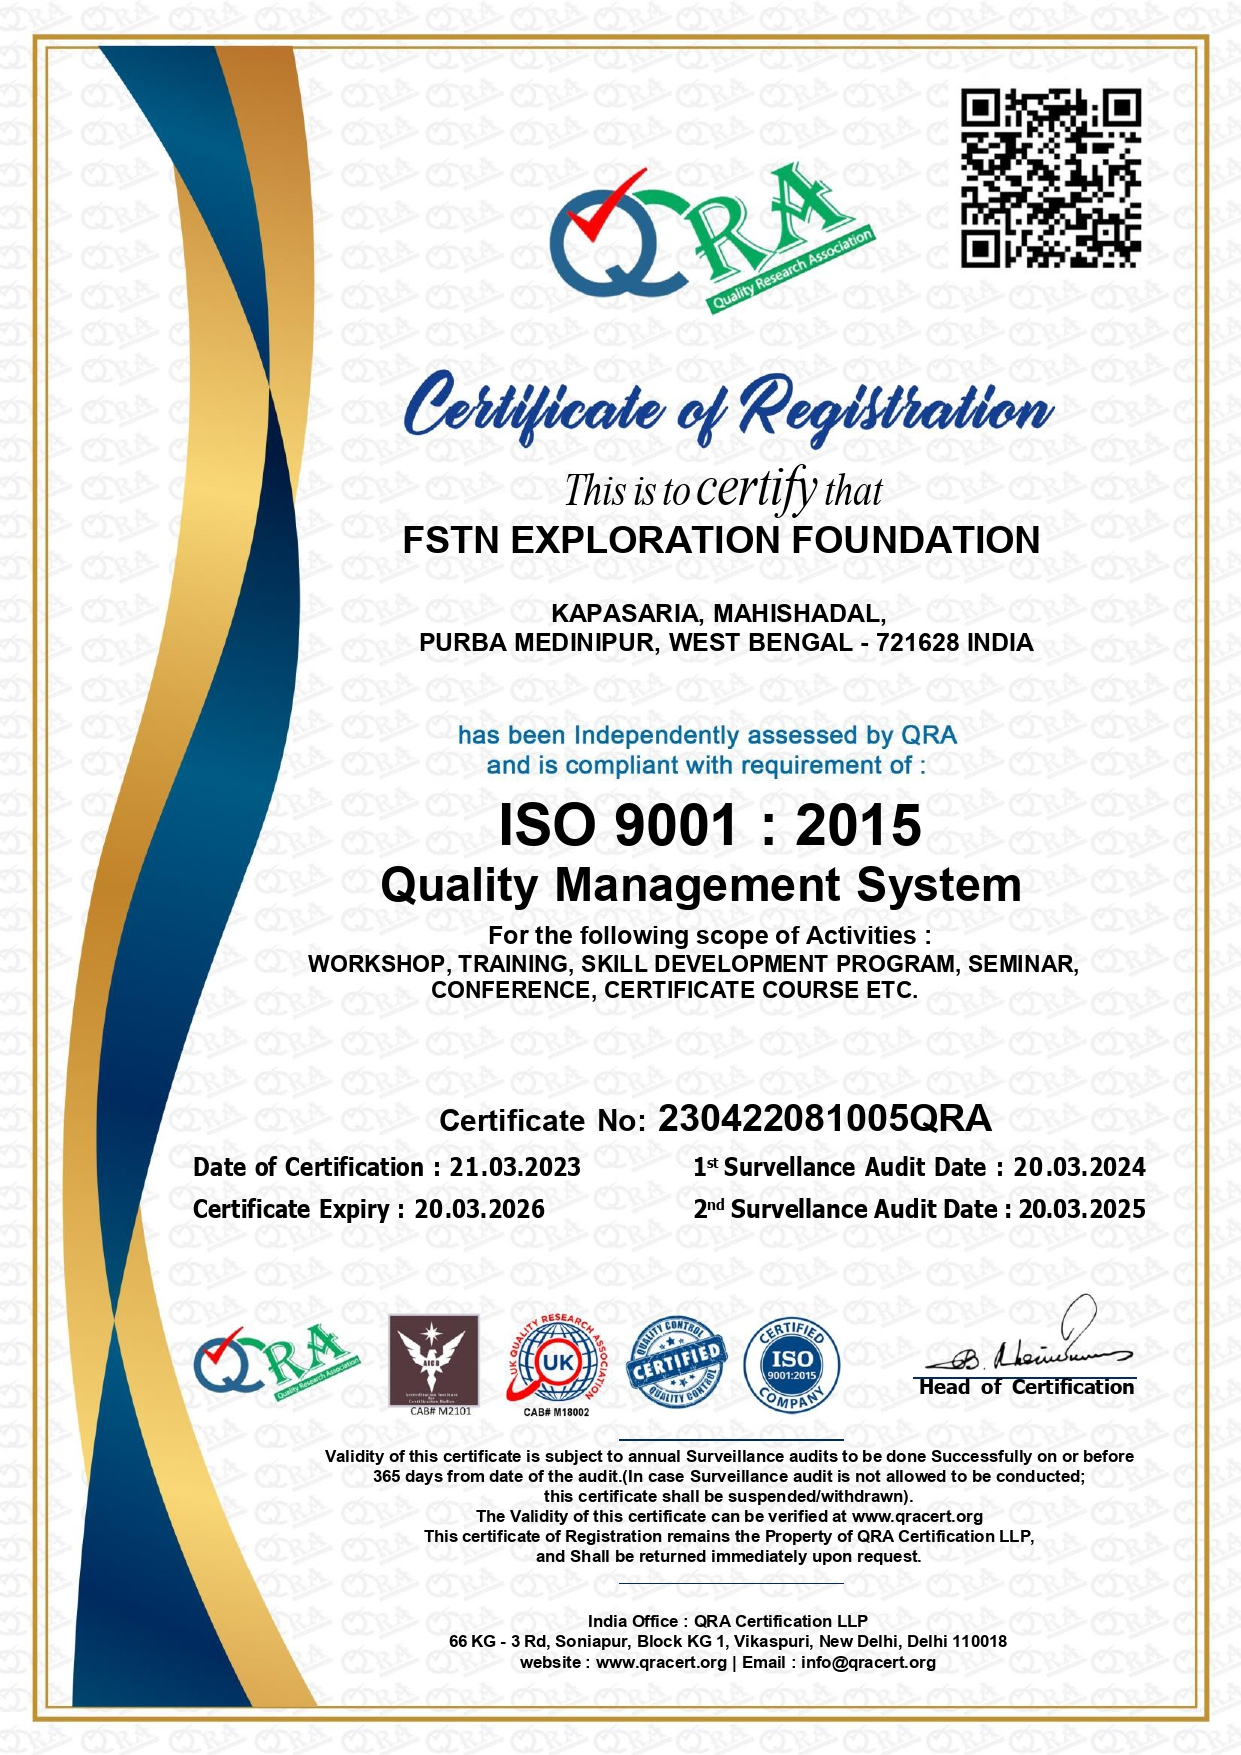 QRA
Quality Research Association
Certificate of Registration
This is to certify that
FSTN EXPLORATION FOUNDATION
KAPASARIA, MAHISHADAL,
PURBA MEDINIPUR, WEST BENGAL - 721628 INDIA
has been Independently assessed by QRA
and is compliant with requirement of :
ISO 9001 : 2015
Quality Management System
For the following scope of Activities :
WORKSHOP, TRAINING, SKILL DEVELOPMENT PROGRAM, SEMINAR,
CONFERENCE, CERTIFICATE COURSE ETC.
Certificate No: 230422081005QRA
Date of Certification : 21.03.2023
1st Survellance Audit Date : 20.03.2024
Certificate Expiry : 20.03.2026
2nd Survellance Audit Date : 20.03.2025
QRA
Quality Research Association
AICB
Accreditation Institute
for
Certification Bodies
CAB# M2101
UK QUALITY RESEARCH ASSOCIATION
UK
CAB# M18002
QUALITY CONTROL
CERTIFIED
QUALITY CONTROL
CERTIFIED
ISO
9001:2015
COMPANY
Head of Certification
Validity of this certificate is subject to annual Surveillance audits to be done Successfully on or before
365 days from date of the audit.(In case Surveillance audit is not allowed to be conducted;
this certificate shall be suspended/withdrawn).
The Validity of this certificate can be verified at www.qracert.org
This certificate of Registration remains the Property of QRA Certification LLP,
and Shall be returned immediately upon request.
India Office : QRA Certification LLP
66 KG - 3 Rd, Soniapur, Block KG 1, Vikaspuri, New Delhi, Delhi 110018
website : www.qracert.org | Email : info@qracert.org